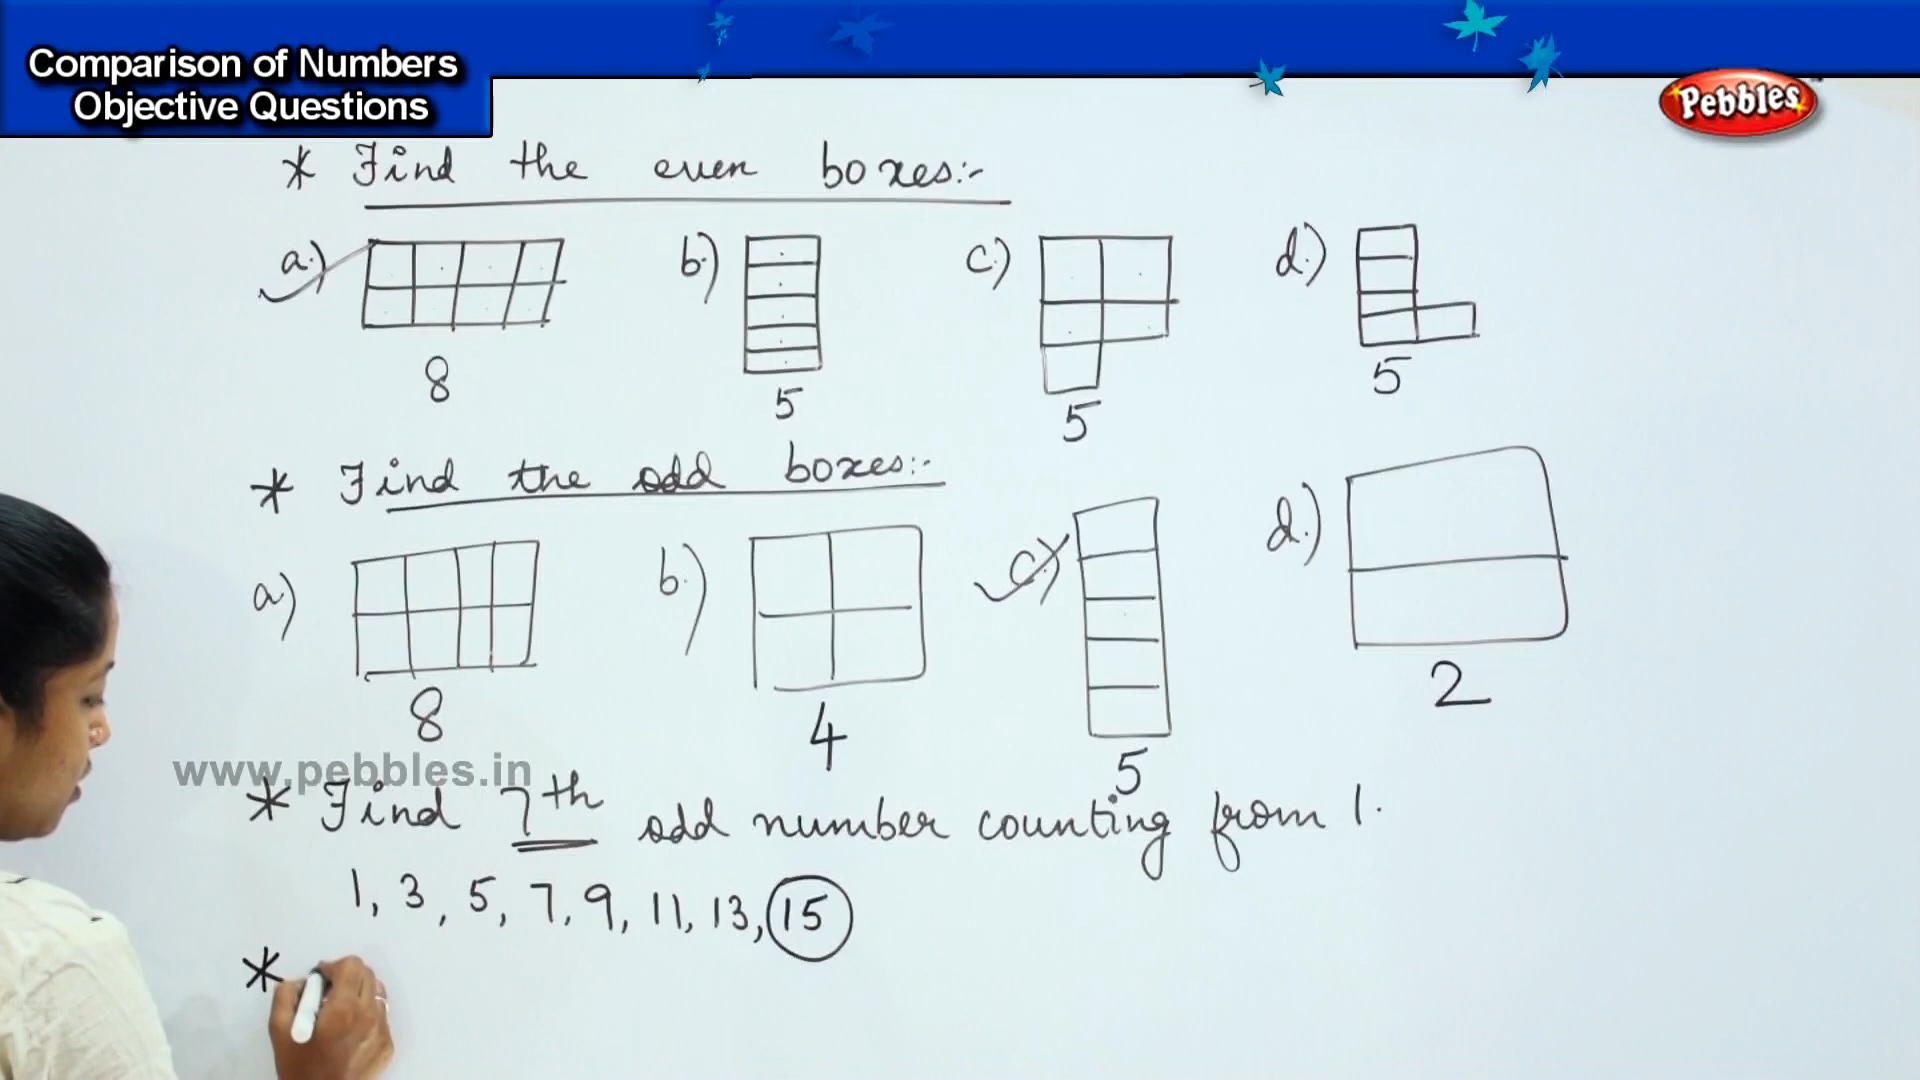 Comparison of Numbers
Objective Questions
Pebbles
* Find the even boxes:-
a.) b.) c.) d.)
8 5 5 5
* Find the odd boxes:-
a.) b.) c.) d.)
8 4 5 2
www.pebbles.in
* Find 7th odd number counting from 1.
1, 3, 5, 7, 9, 11, 13, 15
*